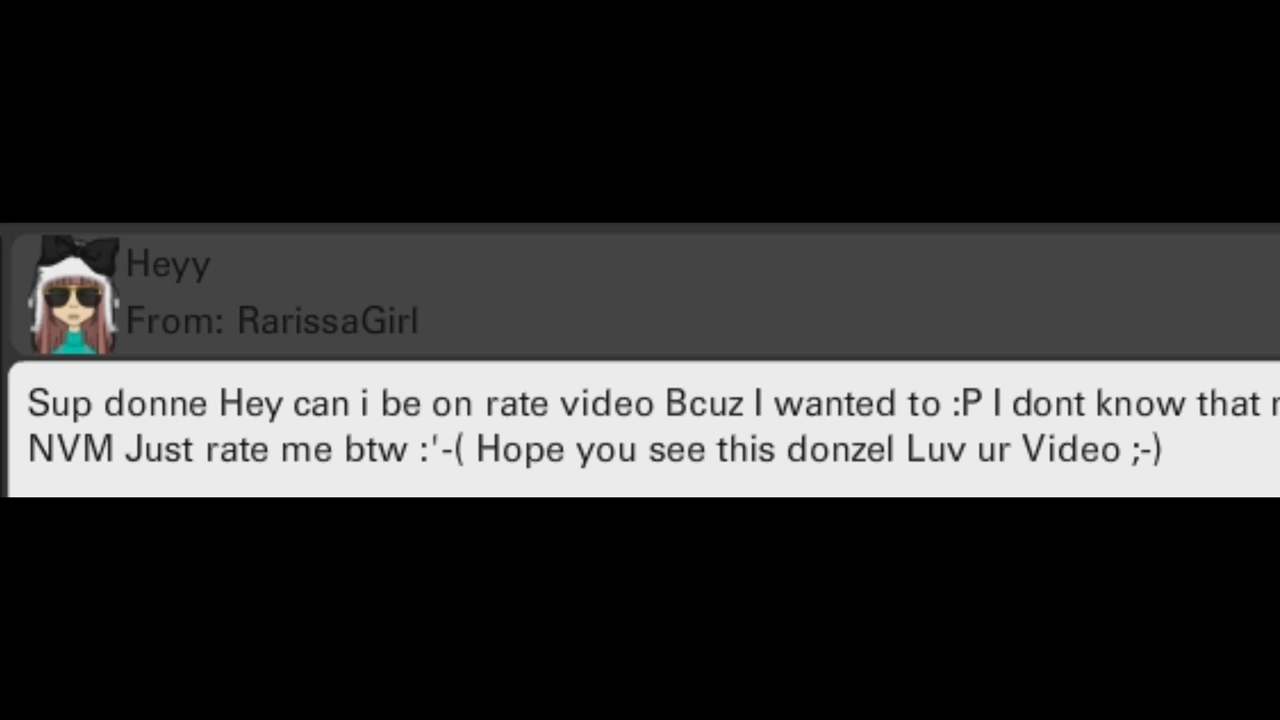 Heyy
From: RarissaGirl
Sup donne Hey can i be on rate video Bcuz I wanted to :P I dont know that
NVM Just rate me btw :'-( Hope you see this donzel Luv ur Video ;-)